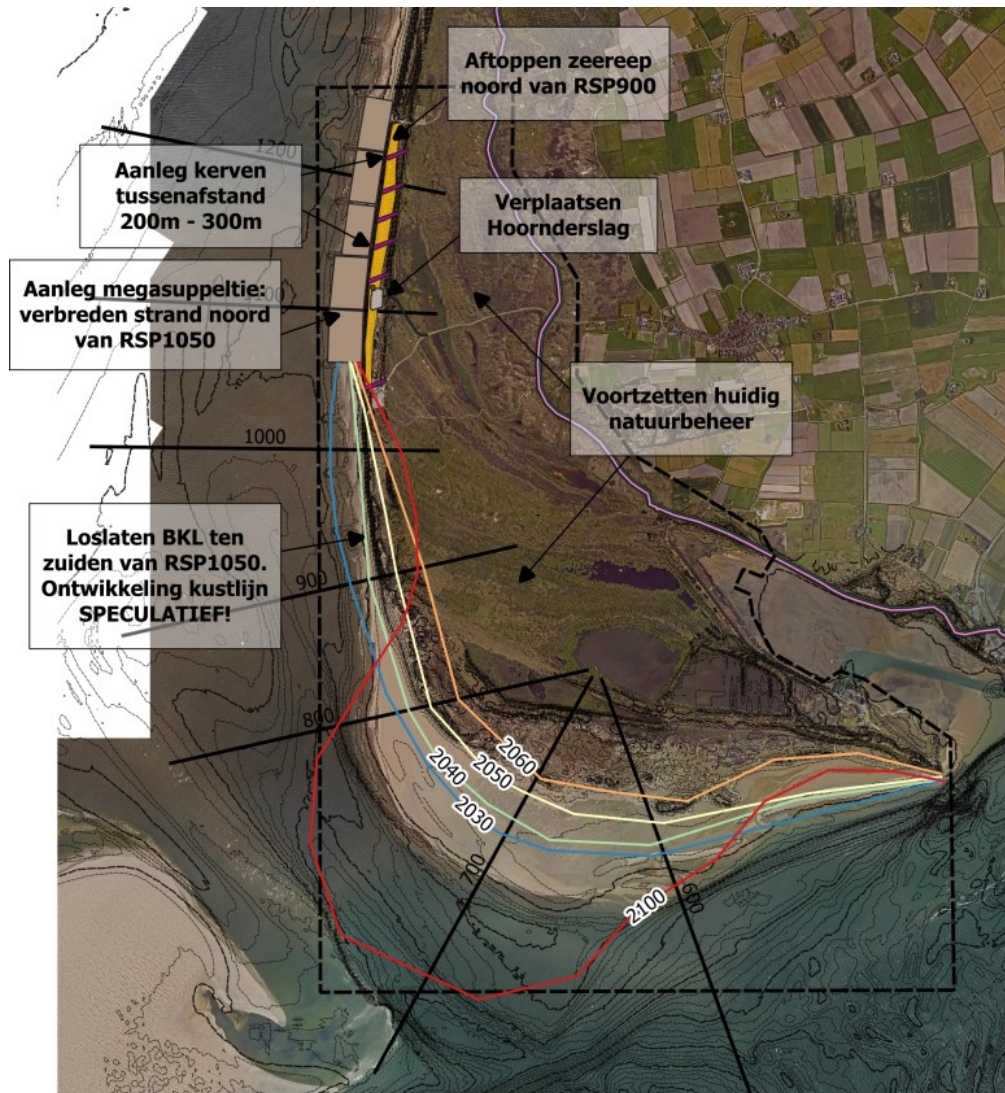 Aftoppen zeereep
noord van RSP900
1200
Aanleg kerven
tussenafstand
200m - 300m
Verplaatsen
Hoornderslag
Aanleg megasuppeltie:
verbreden strand noord
van RSP1050
1100
Voortzetten huidig
natuurbeheer
1000
Loslaten BKL ten
zuiden van RSP1050.
Ontwikkeling kustlijn
SPECULATIEF!
900
800
2060
2050
2040
2030
700
600
2100